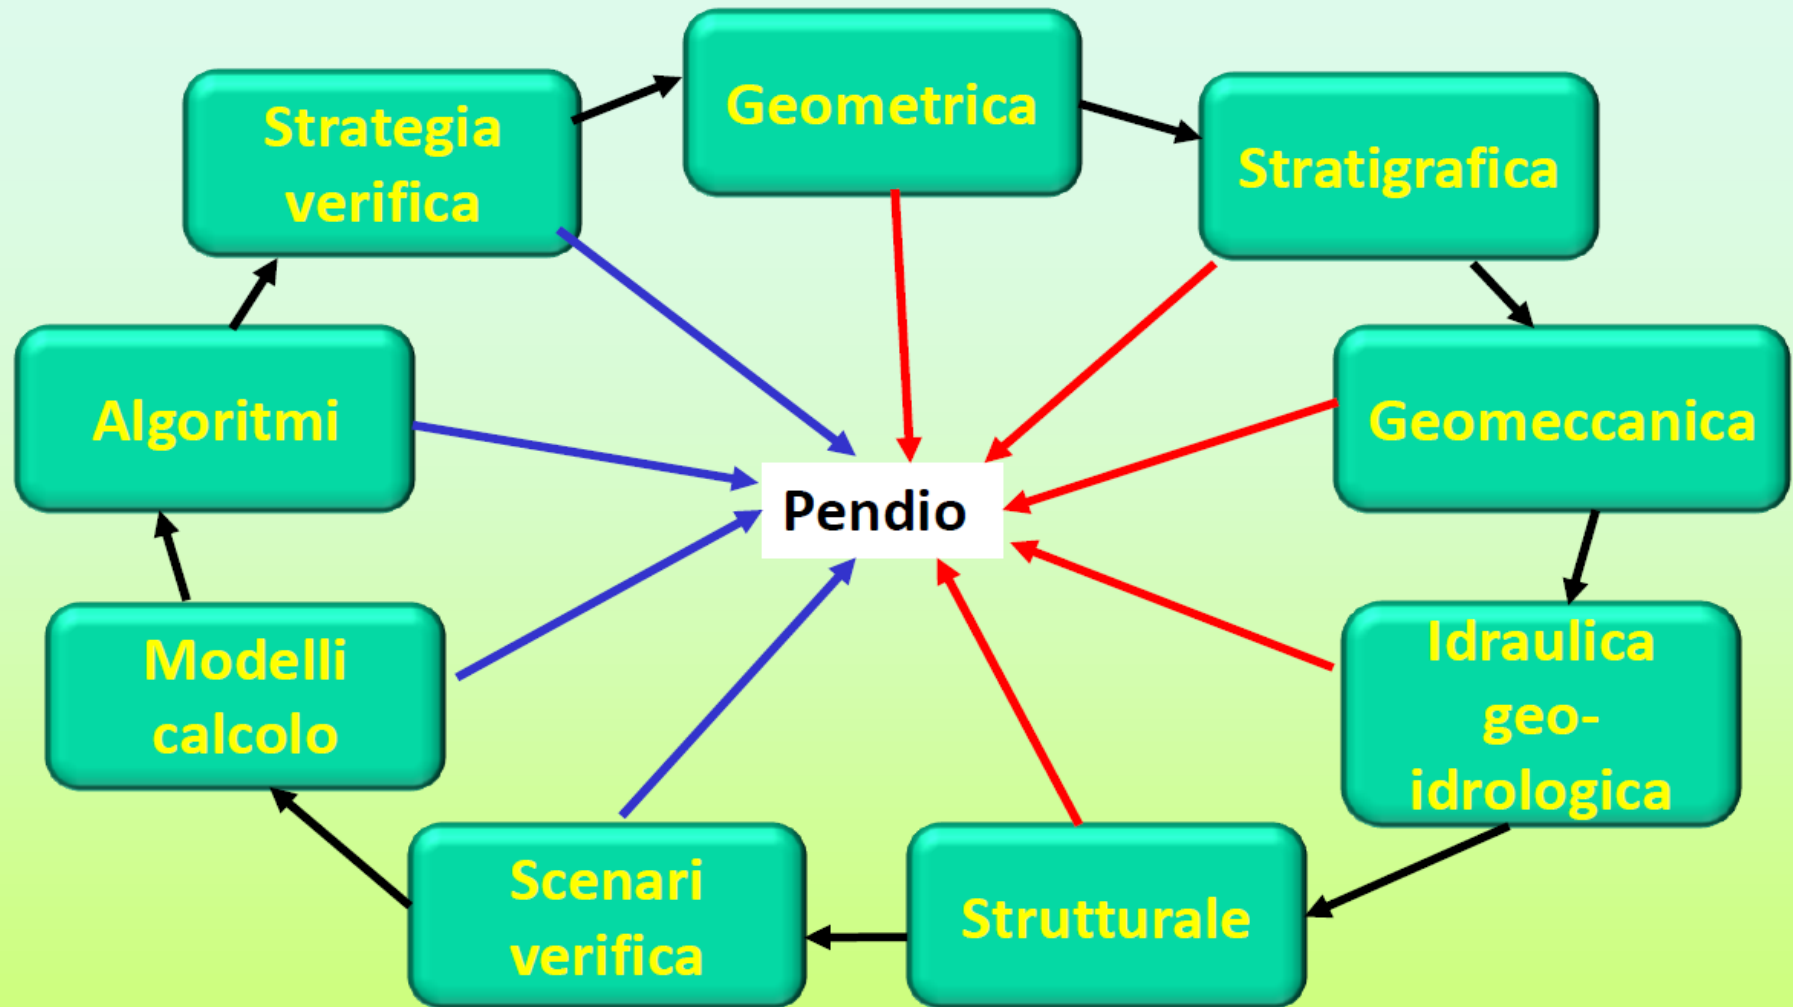 Geometrica
Strategia
verifica
Stratigrafica
Algoritmi
Geomeccanica
Pendio
Modelli
calcolo
Idraulica
geo-
idrologica
Scenari
verifica
Strutturale